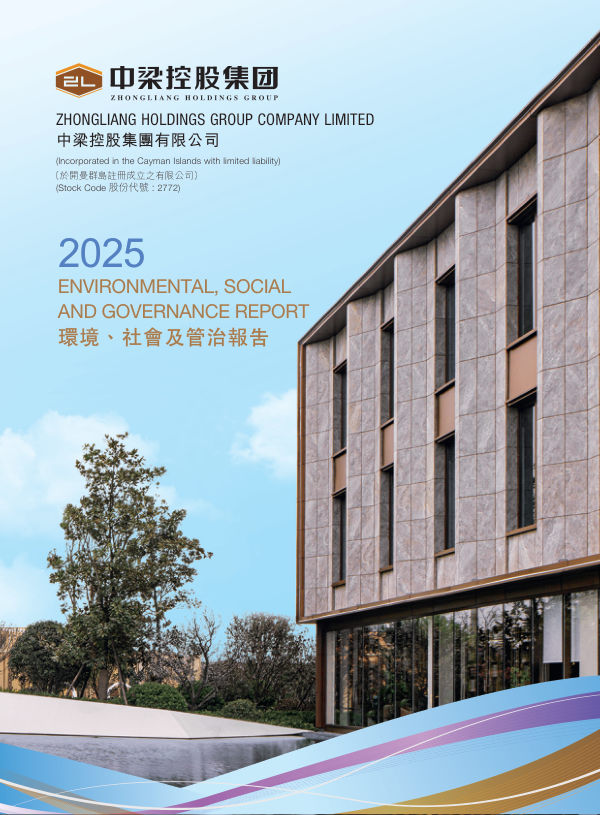 ZL
中梁控股集团
ZHONGLIANG HOLDINGS GROUP
ZHONGLIANG HOLDINGS GROUP COMPANY LIMITED
中梁控股集團有限公司
(Incorporated in the Cayman Islands with limited liability)
(於開曼群島註冊成立之有限公司)
(Stock Code 股份代號 : 2772)
2025
ENVIRONMENTAL, SOCIAL
AND GOVERNANCE REPORT
環境、社會及管治報告